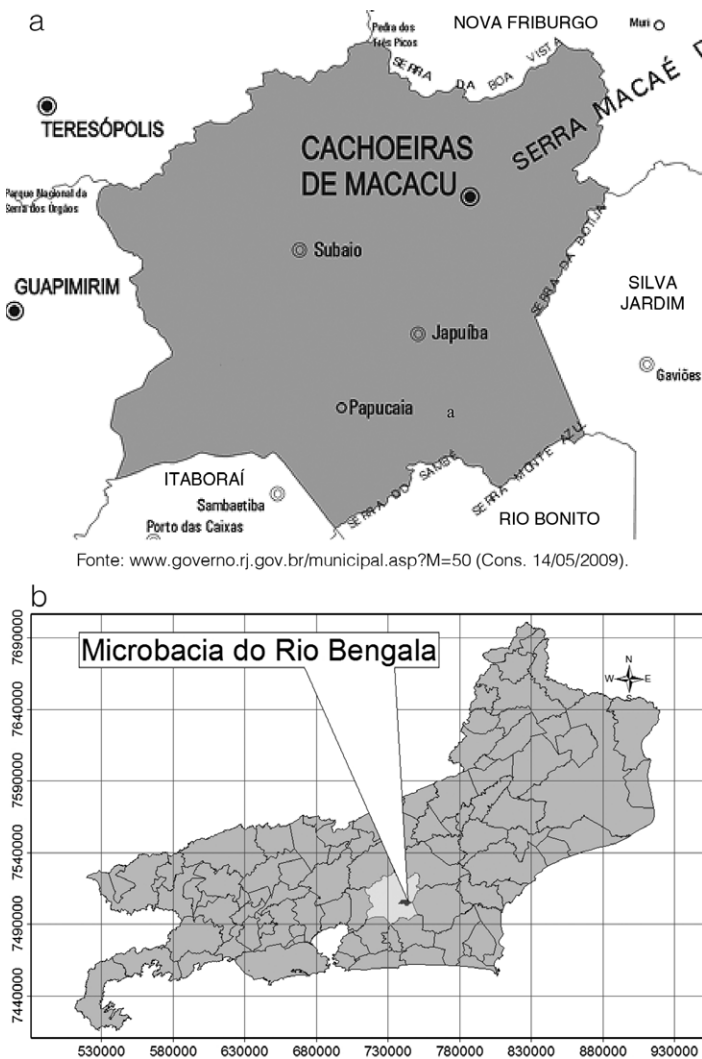 a
NOVA FRIBURGO
Muri
Pedra dos
Três Picos
SERRA DA BOA VISTA
SERRA MACAÉ D
TERESÓPOLIS
CACHOEIRAS
DE MACACU
Parque Nacional da
Serra dos Órgãos
Subaio
SERRA DA BOTIJA
GUAPIMIRIM
SILVA
JARDIM
Japuíba
Gaviões
Papucaia
a
ITABORAÍ
Sambaetiba
SERRA DO SAMBÊ
SERRA MONTE AZUL
Porto das Caixas
RIO BONITO
Fonte: www.governo.rj.gov.br/municipal.asp?M=50 (Cons. 14/05/2009).
b
Microbacia do Rio Bengala
N
W E
S
7690000
7640000
7590000
7540000
7490000
7440000
530000 580000 630000 680000 730000 780000 830000 880000 930000